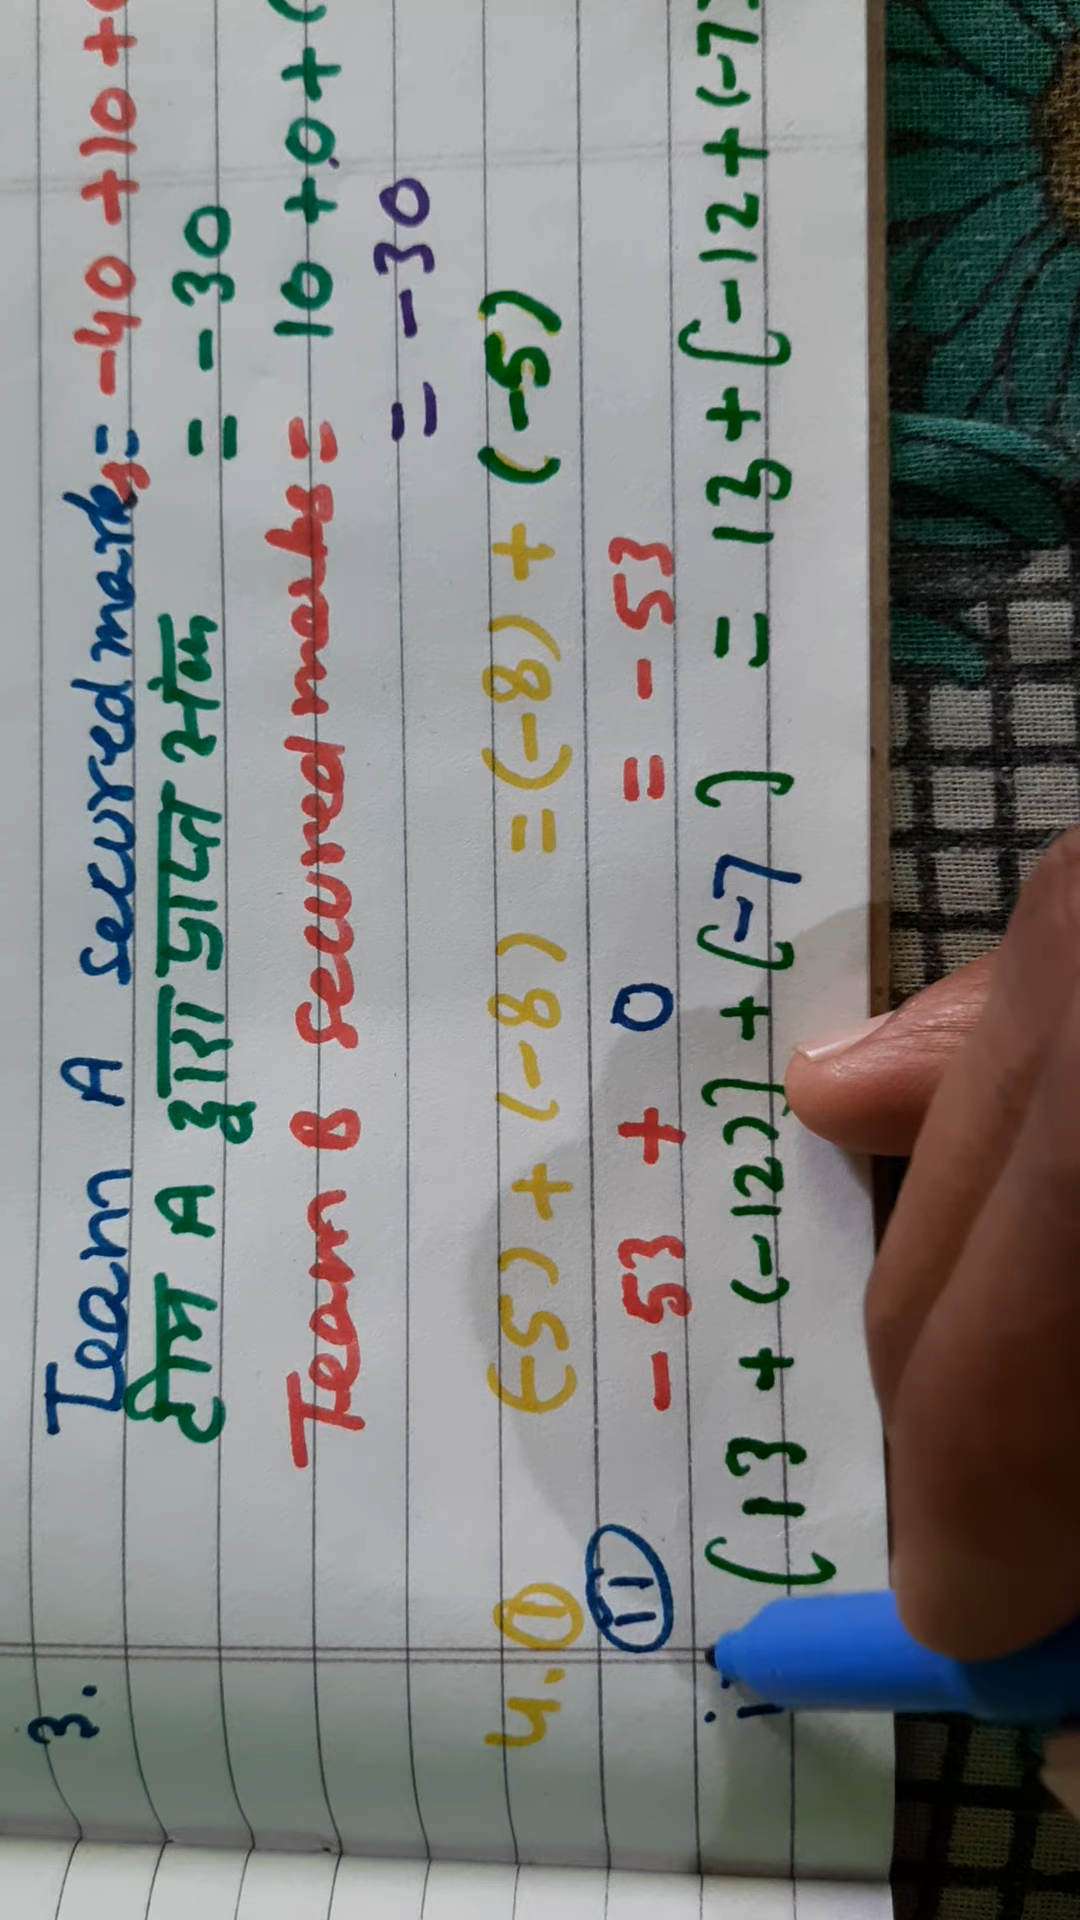 3. Team A secured marks = -40 + 10 +
टीम A द्वारा प्राप्त अंक = -30
Team B secured marks = 10 + 0 + (
= -30
4. (i) (-5) + (-8) = (-8) + (-5)
(ii) -53 + 0 = -53
(13 + (-12)) + (-7) = 13 + [-12 + (-7)